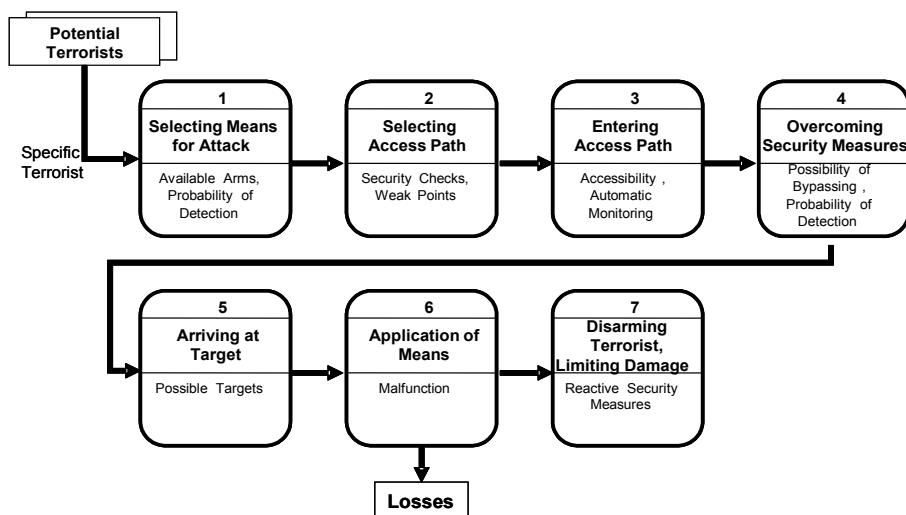 Potential
Terrorists
Specific
Terrorist
1
Selecting Means
for Attack
Available Arms,
Probability of
Detection
2
Selecting
Access Path
Security Checks,
Weak Points
3
Entering
Access Path
Accessibility ,
Automatic
Monitoring
4
Overcoming
Security Measures
Possibility of
Bypassing ,
Probability of
Detection
5
Arriving at
Target
Possible Targets
6
Application of
Means
Malfunction
7
Disarming
Terrorist,
Limiting Damage
Reactive Security
Measures
Losses